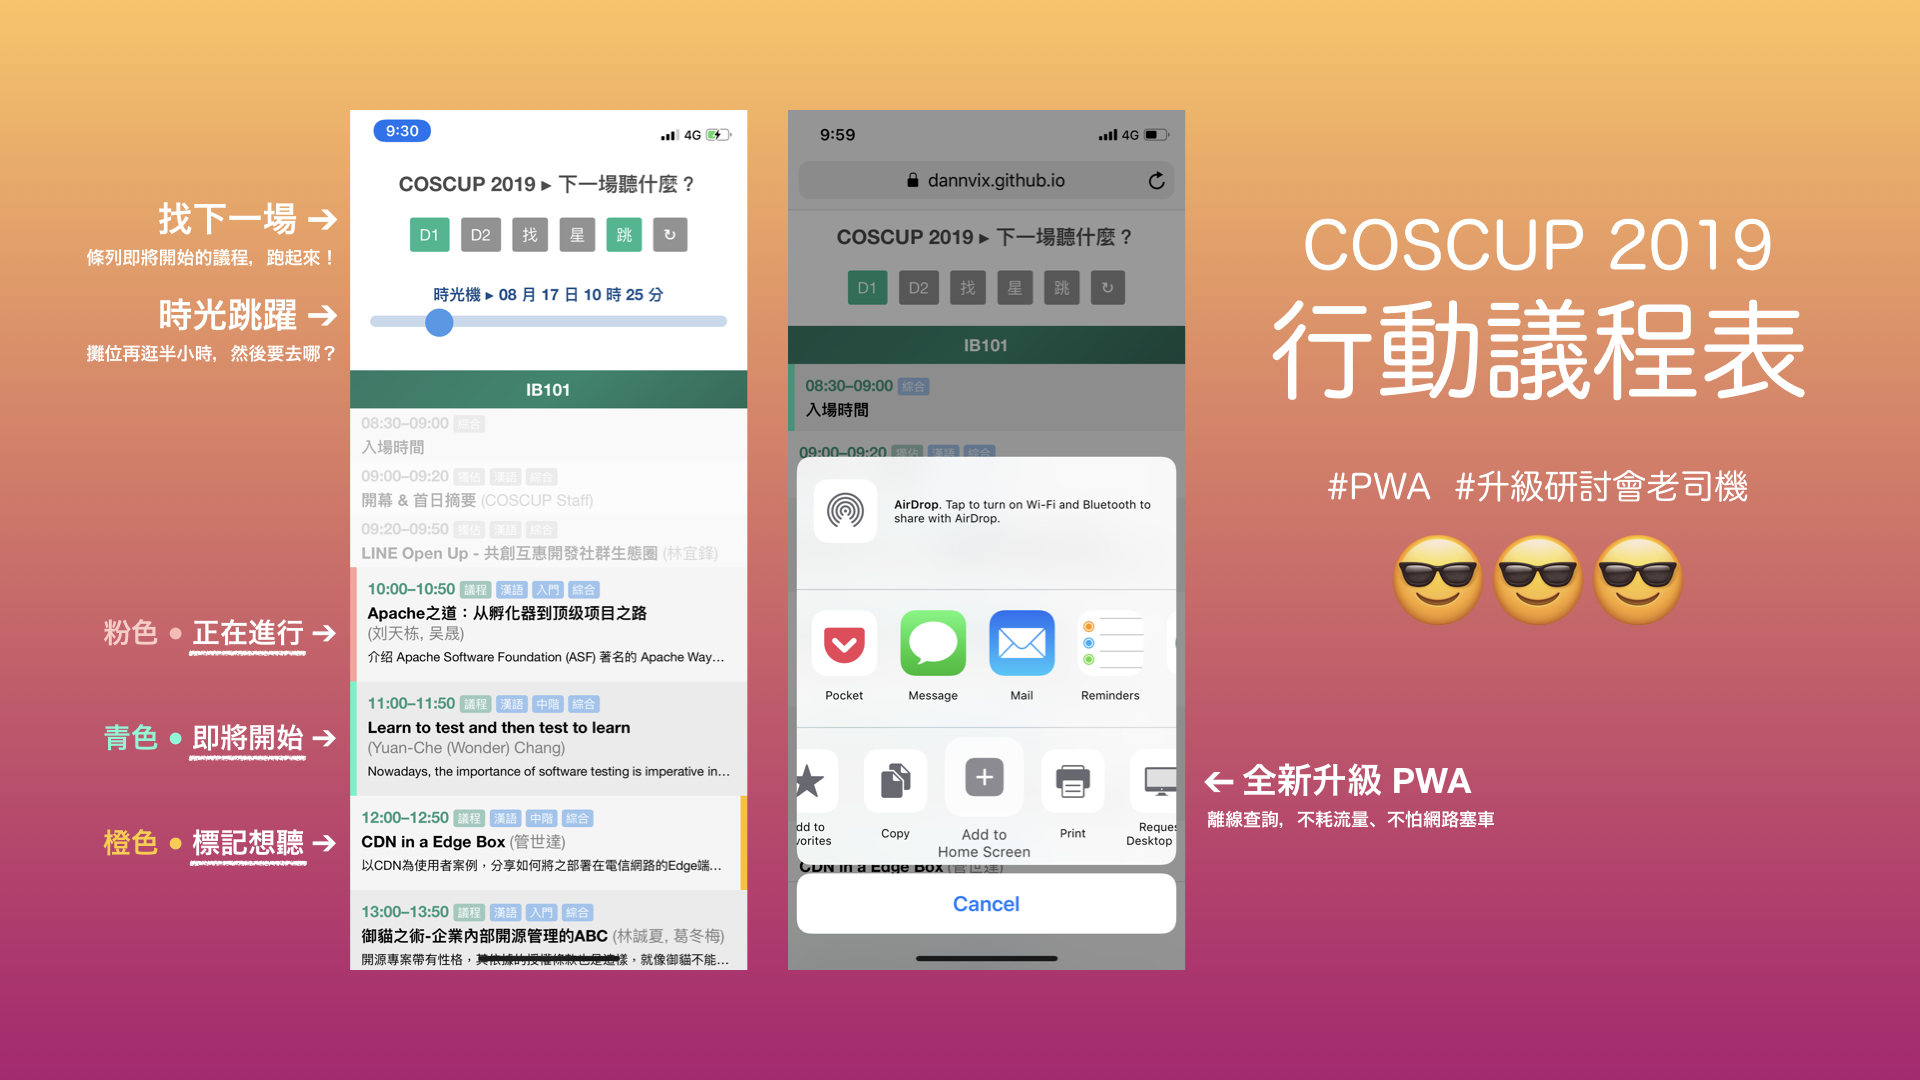 找下一場 →
條列即將開始的議程，跑起來！
時光跳躍 →
攤位再逛半小時，然後要去哪？
粉色 • 正在進行 →
青色 • 即將開始 →
橙色 • 標記想聽 →
9:30
4G
COSCUP 2019 ▸ 下一場聽什麼？
D1 D2 找 星 跳 ↻
時光機 ▸ 08 月 17 日 10 時 25 分
IB101
08:30–09:00 綜合
入場時間
09:00–09:20 獨佔 漢語 綜合
開幕 & 首日摘要 (COSCUP Staff)
09:20–09:50 獨佔 漢語 綜合
LINE Open Up - 共創互惠開發社群生態圈 (林宜鋒)
10:00–10:50 議程 漢語 入門 綜合
Apache之道：从孵化器到顶级项目之路
(刘天栋, 吴晟)
介绍 Apache Software Foundation (ASF) 著名的 Apache Way…
11:00–11:50 議程 漢語 中階 綜合
Learn to test and then test to learn
(Yuan-Che (Wonder) Chang)
Nowadays, the importance of software testing is imperative in…
12:00–12:50 議程 漢語 中階 綜合
CDN in a Edge Box (管世達)
以CDN為使用者案例，分享如何將之部署在電信網路的Edge端…
13:00–13:50 議程 漢語 入門 綜合
御貓之術-企業內部開源管理的ABC (林誠夏, 葛冬梅)
開源專案帶有性格，其依據的授權條款也是這樣，就像御貓不能…
9:59
4G
dannvix.github.io
COSCUP 2019 ▸ 下一場聽什麼？
D1 D2 找 星 跳 ↻
IB101
08:30–09:00 綜合
入場時間
09:00–09:20 獨佔 漢語 綜合
AirDrop. Tap to turn on Wi-Fi and Bluetooth to
share with AirDrop.
Pocket Message Mail Reminders
dd to
vorites
Copy
Add to
Home Screen
Print
Reques
Desktop
CDN in a Edge Box (管世達)
Cancel
COSCUP 2019
行動議程表
#PWA #升級研討會老司機
← 全新升級 PWA
離線查詢，不耗流量、不怕網路塞車